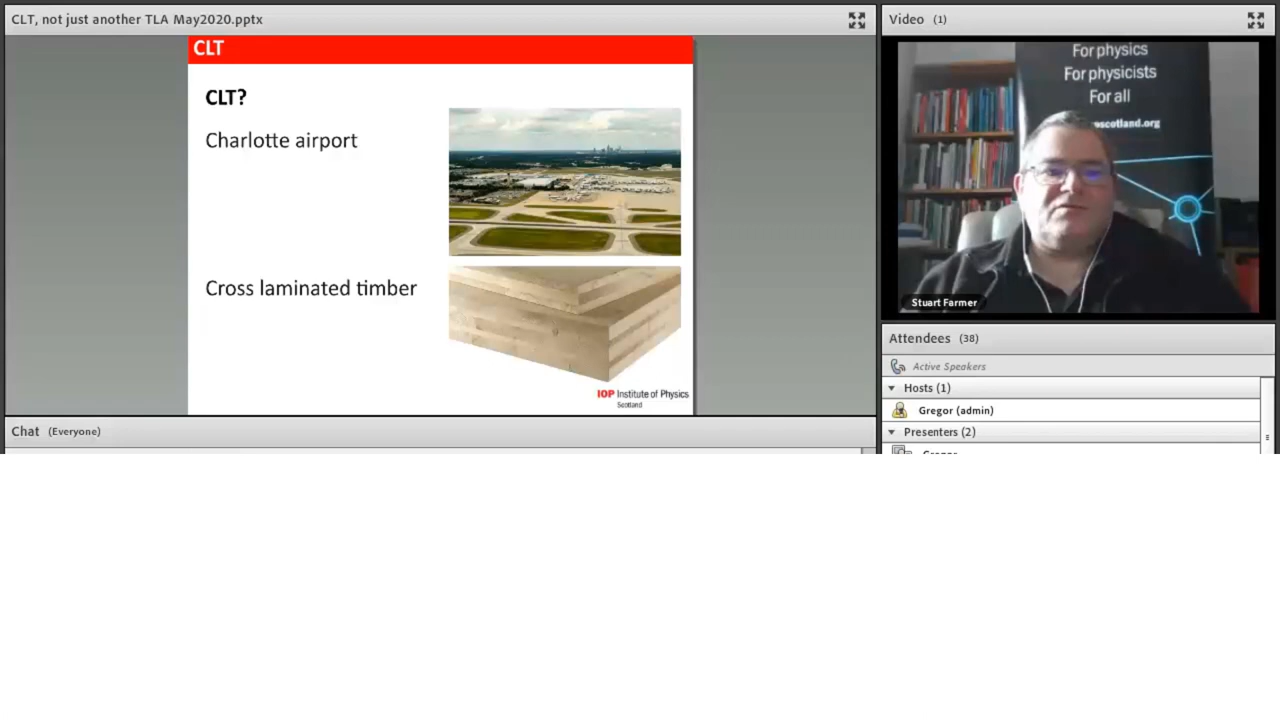 CLT, not just another TLA May2020.pptx
CLT
CLT?
Charlotte airport
Cross laminated timber
IOP Institute of Physics
Scotland
Chat (Everyone)
Video (1)
For physics
For physicists
For all
scotland.org
Stuart Farmer
Attendees (38)
Active Speakers
Hosts (1)
Gregor (admin)
Presenters (2)
Gregor